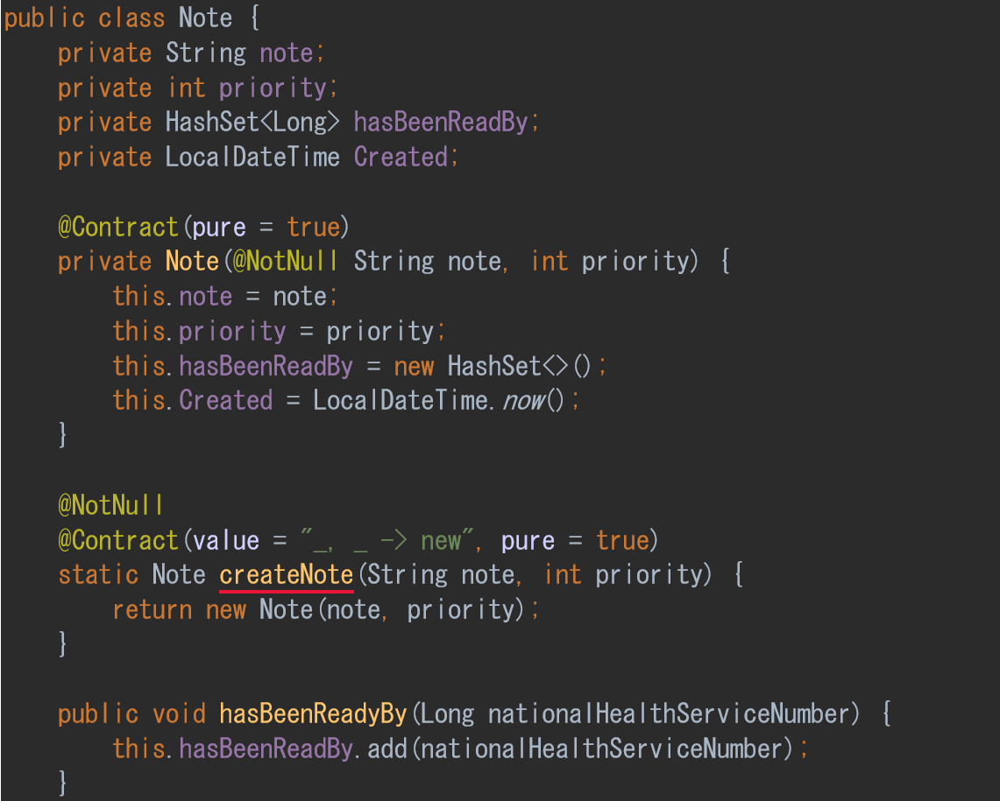 public class Note {
    private String note;
    private int priority;
    private HashSet<Long> hasBeenReadBy;
    private LocalDateTime Created;

    @Contract(pure = true)
    private Note(@NotNull String note, int priority) {
        this.note = note;
        this.priority = priority;
        this.hasBeenReadBy = new HashSet<>();
        this.Created = LocalDateTime.now();
    }

    @NotNull
    @Contract(value = "_, _ -> new", pure = true)
    static Note createNote(String note, int priority) {
        return new Note(note, priority);
    }

    public void hasBeenReadyBy(Long nationalHealthServiceNumber) {
        this.hasBeenReadBy.add(nationalHealthServiceNumber);
    }